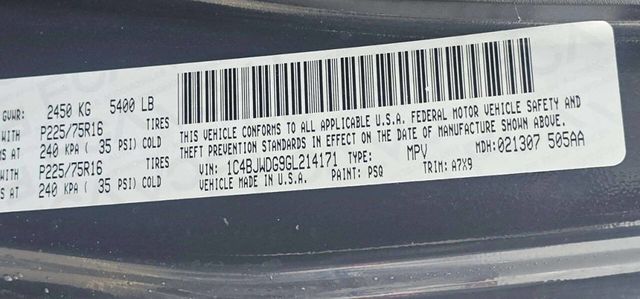 GVWR: 2450 KG 5400 LB
WITH P225/75R16 TIRES
AT 240 KPA ( 35 PSI) COLD
WITH P225/75R16 TIRES
AT 240 KPA ( 35 PSI) COLD
THIS VEHICLE CONFORMS TO ALL APPLICABLE U.S.A. FEDERAL MOTOR VEHICLE SAFETY AND
THEFT PREVENTION STANDARDS IN EFFECT ON THE DATE OF MANUFACTURE SHOWN ABOVE.
VIN: 1C4BJWDG9GL214171 TYPE: MPV MDH: 021307 505AA
VEHICLE MADE IN U.S.A. PAINT: PSQ TRIM: A7X9